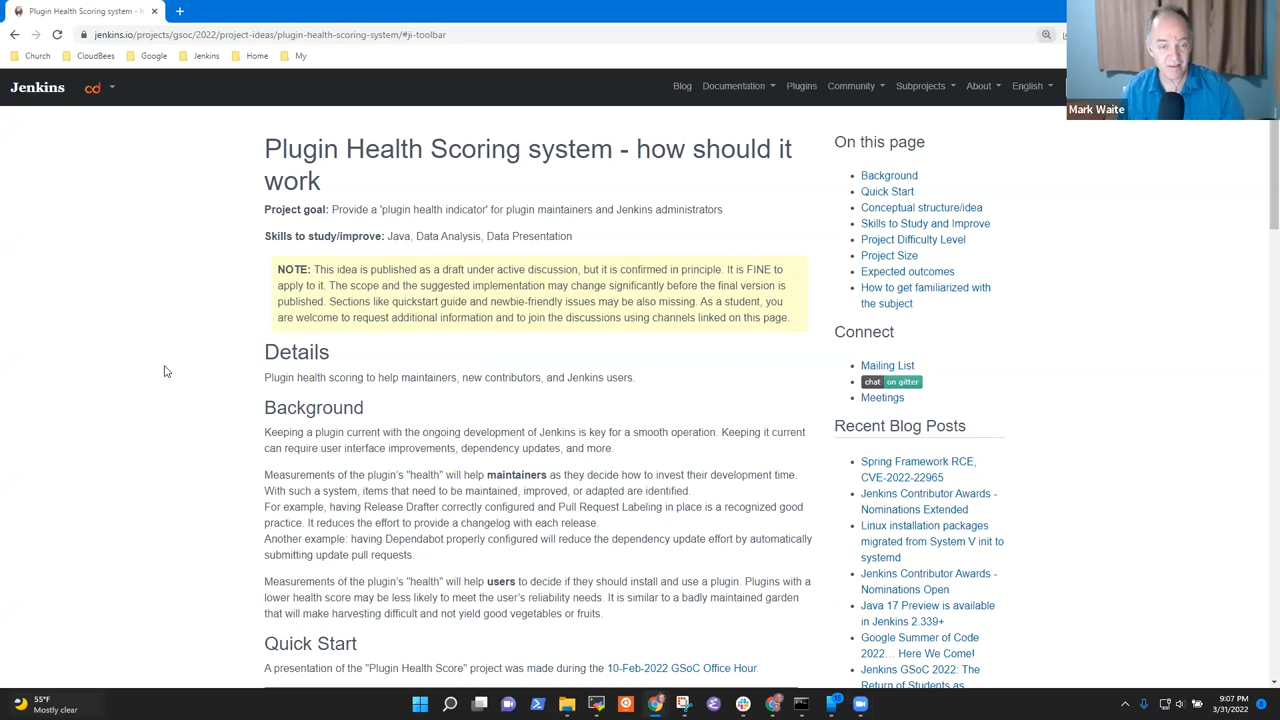 Plugin Health Scoring system - h
jenkins.io/projects/gsoc/2022/project-ideas/plugin-health-scoring-system/#ji-toolbar
Church
CloudBees
Google
Jenkins
Home
My
Jenkins
cd
Blog
Documentation
Plugins
Community
Subprojects
About
English
Mark Waite
Plugin Health Scoring system - how should it
work
Project goal: Provide a 'plugin health indicator' for plugin maintainers and Jenkins administrators
Skills to study/improve: Java, Data Analysis, Data Presentation
NOTE: This idea is published as a draft under active discussion, but it is confirmed in principle. It is FINE to
apply to it. The scope and the suggested implementation may change significantly before the final version is
published. Sections like quickstart guide and newbie-friendly issues may be also missing. As a student, you
are welcome to request additional information and to join the discussions using channels linked on this page.
Details
Plugin health scoring to help maintainers, new contributors, and Jenkins users.
Background
Keeping a plugin current with the ongoing development of Jenkins is key for a smooth operation. Keeping it current
can require user interface improvements, dependency updates, and more.
Measurements of the plugin's "health" will help maintainers as they decide how to invest their development time.
With such a system, items that need to be maintained, improved, or adapted are identified.
For example, having Release Drafter correctly configured and Pull Request Labeling in place is a recognized good
practice. It reduces the effort to provide a changelog with each release.
Another example: having Dependabot properly configured will reduce the dependency update effort by automatically
submitting update pull requests.
Measurements of the plugin's "health" will help users to decide if they should install and use a plugin. Plugins with a
lower health score may be less likely to meet the user's reliability needs. It is similar to a badly maintained garden
that will make harvesting difficult and not yield good vegetables or fruits.
Quick Start
A presentation of the "Plugin Health Score" project was made during the 10-Feb-2022 GSoC Office Hour.
On this page
Background
Quick Start
Conceptual structure/idea
Skills to Study and Improve
Project Difficulty Level
Project Size
Expected outcomes
How to get familiarized with
the subject
Connect
Mailing List
chat on gitter
Meetings
Recent Blog Posts
Spring Framework RCE,
CVE-2022-22965
Jenkins Contributor Awards -
Nominations Extended
Linux installation packages
migrated from System V init to
systemd
Jenkins Contributor Awards -
Nominations Open
Java 17 Preview is available
in Jenkins 2.339+
Google Summer of Code
2022... Here We Come!
Jenkins GSoC 2022: The
Return of Students as
55°F
Mostly clear
9:07 PM
3/31/2022